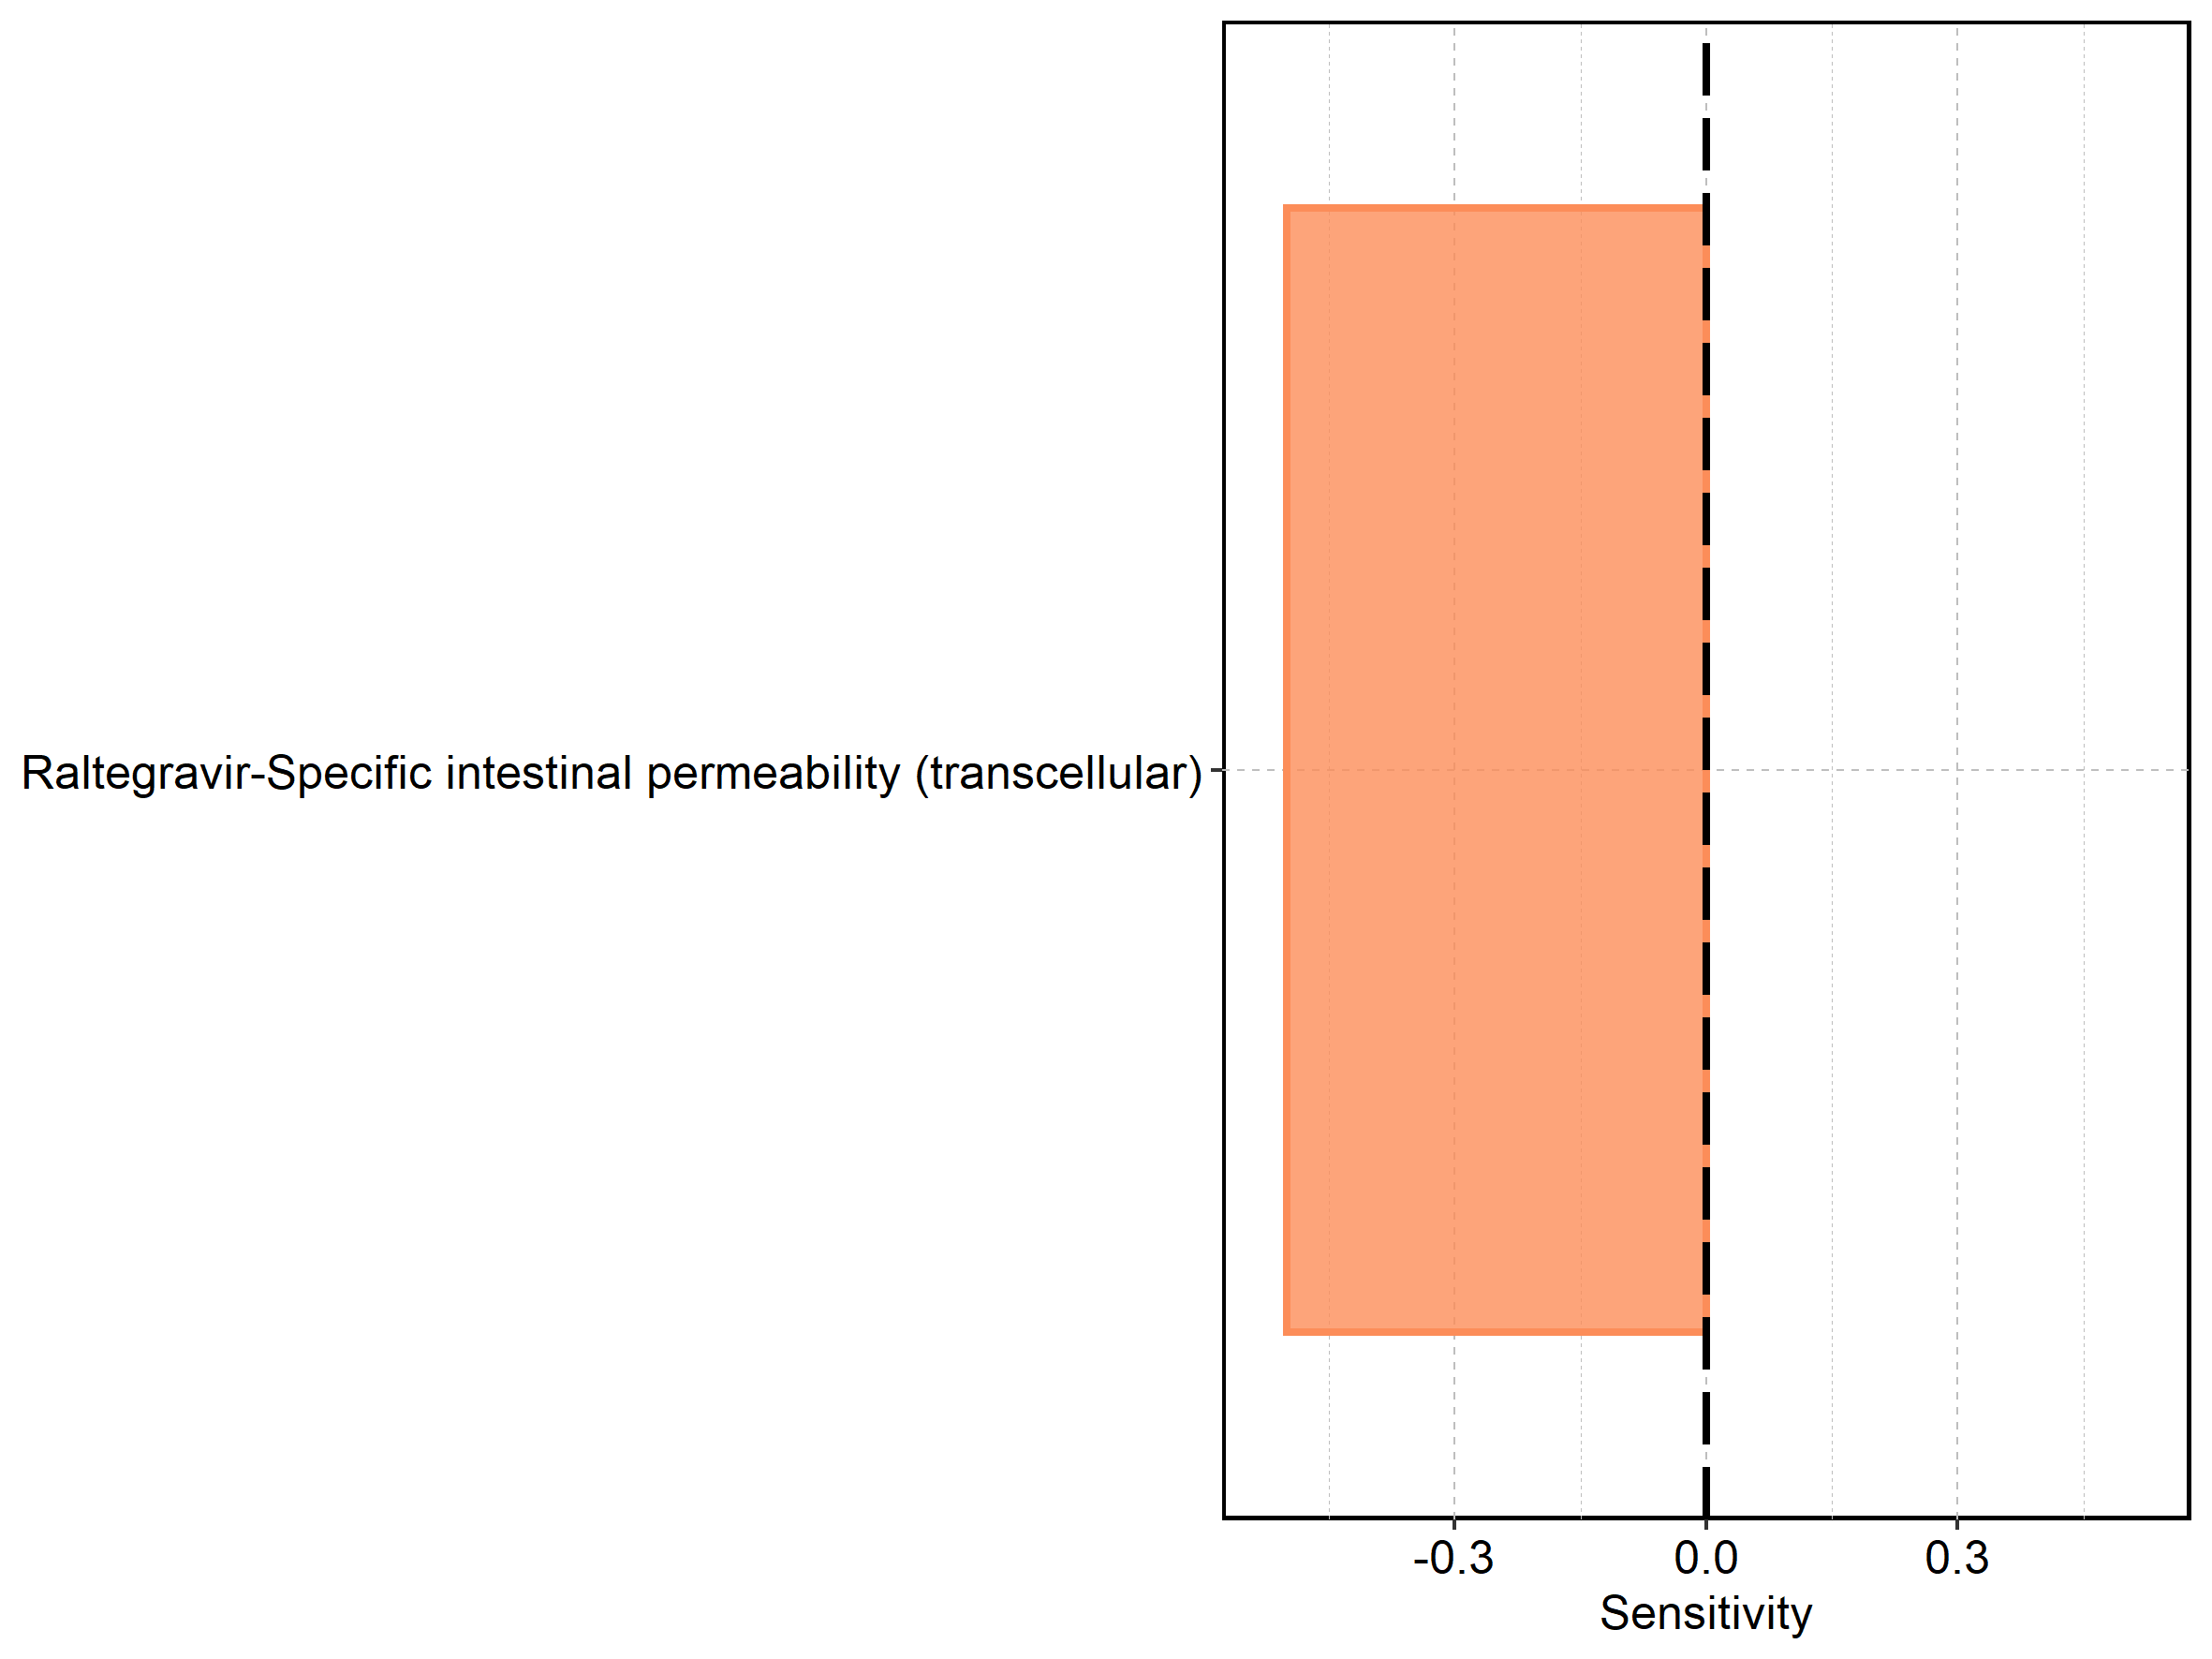 Raltegravir-Specific intestinal permeability (transcellular)
-0.3 0.0 0.3
Sensitivity